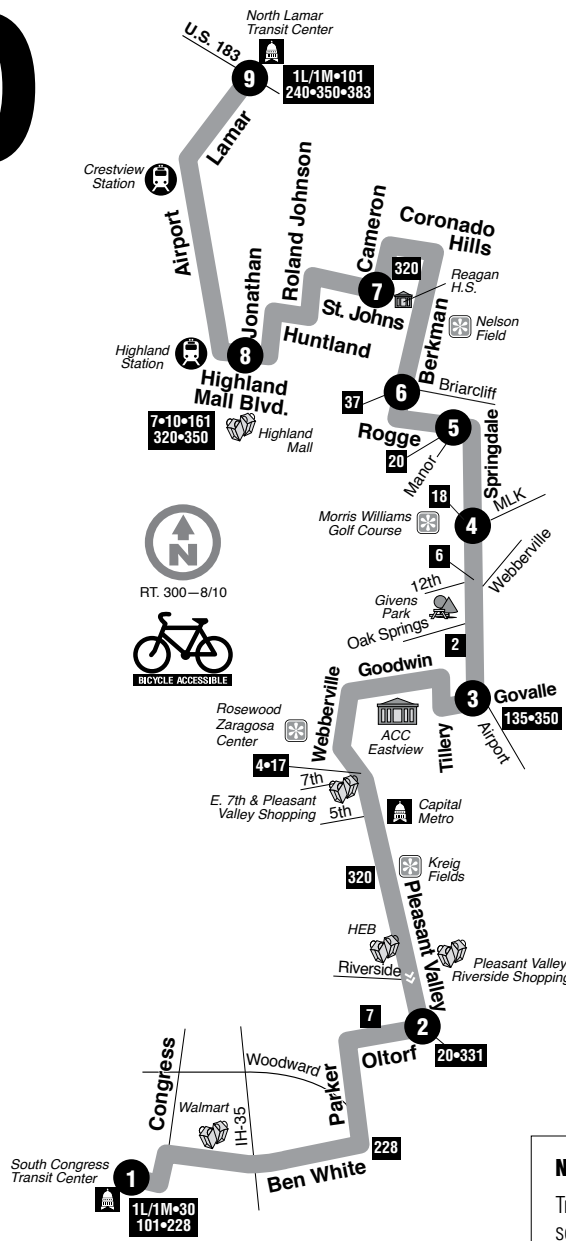 North Lamar
Transit Center
U.S. 183
9
1L/1M•101
240•350•383
Lamar
Crestview
Station
Airport
Roland Johnson
Cameron
Coronado
Hills
320
Reagan
H.S.
7
St. Johns
Jonathan
Huntland
Berkman
Nelson
Field
Highland
Station
8
Highland
Mall Blvd.
7•10•161
320•350
Highland
Mall
6
Briarcliff
37
Rogge
5
20
Manor
Springdale
18
MLK
Morris Williams
Golf Course
4
6
12th
Webberville
Givens
Park
Oak Springs
2
N
RT. 300—8/10
BICYCLE ACCESSIBLE
Goodwin
3
Govalle
135•350
Airport
Tillery
ACC
Eastview
Webberville
Rosewood
Zaragosa
Center
4•17
7th
E. 7th & Pleasant
Valley Shopping
5th
Capital
Metro
Kreig
Fields
320
Pleasant Valley
HEB
Riverside
Pleasant Valley
Riverside Shopping
7
2
Oltorf
20•331
Congress
Woodward
Parker
Walmart
IH-35
228
Ben White
South Congress
Transit Center
1
1L/1M•30
101•228